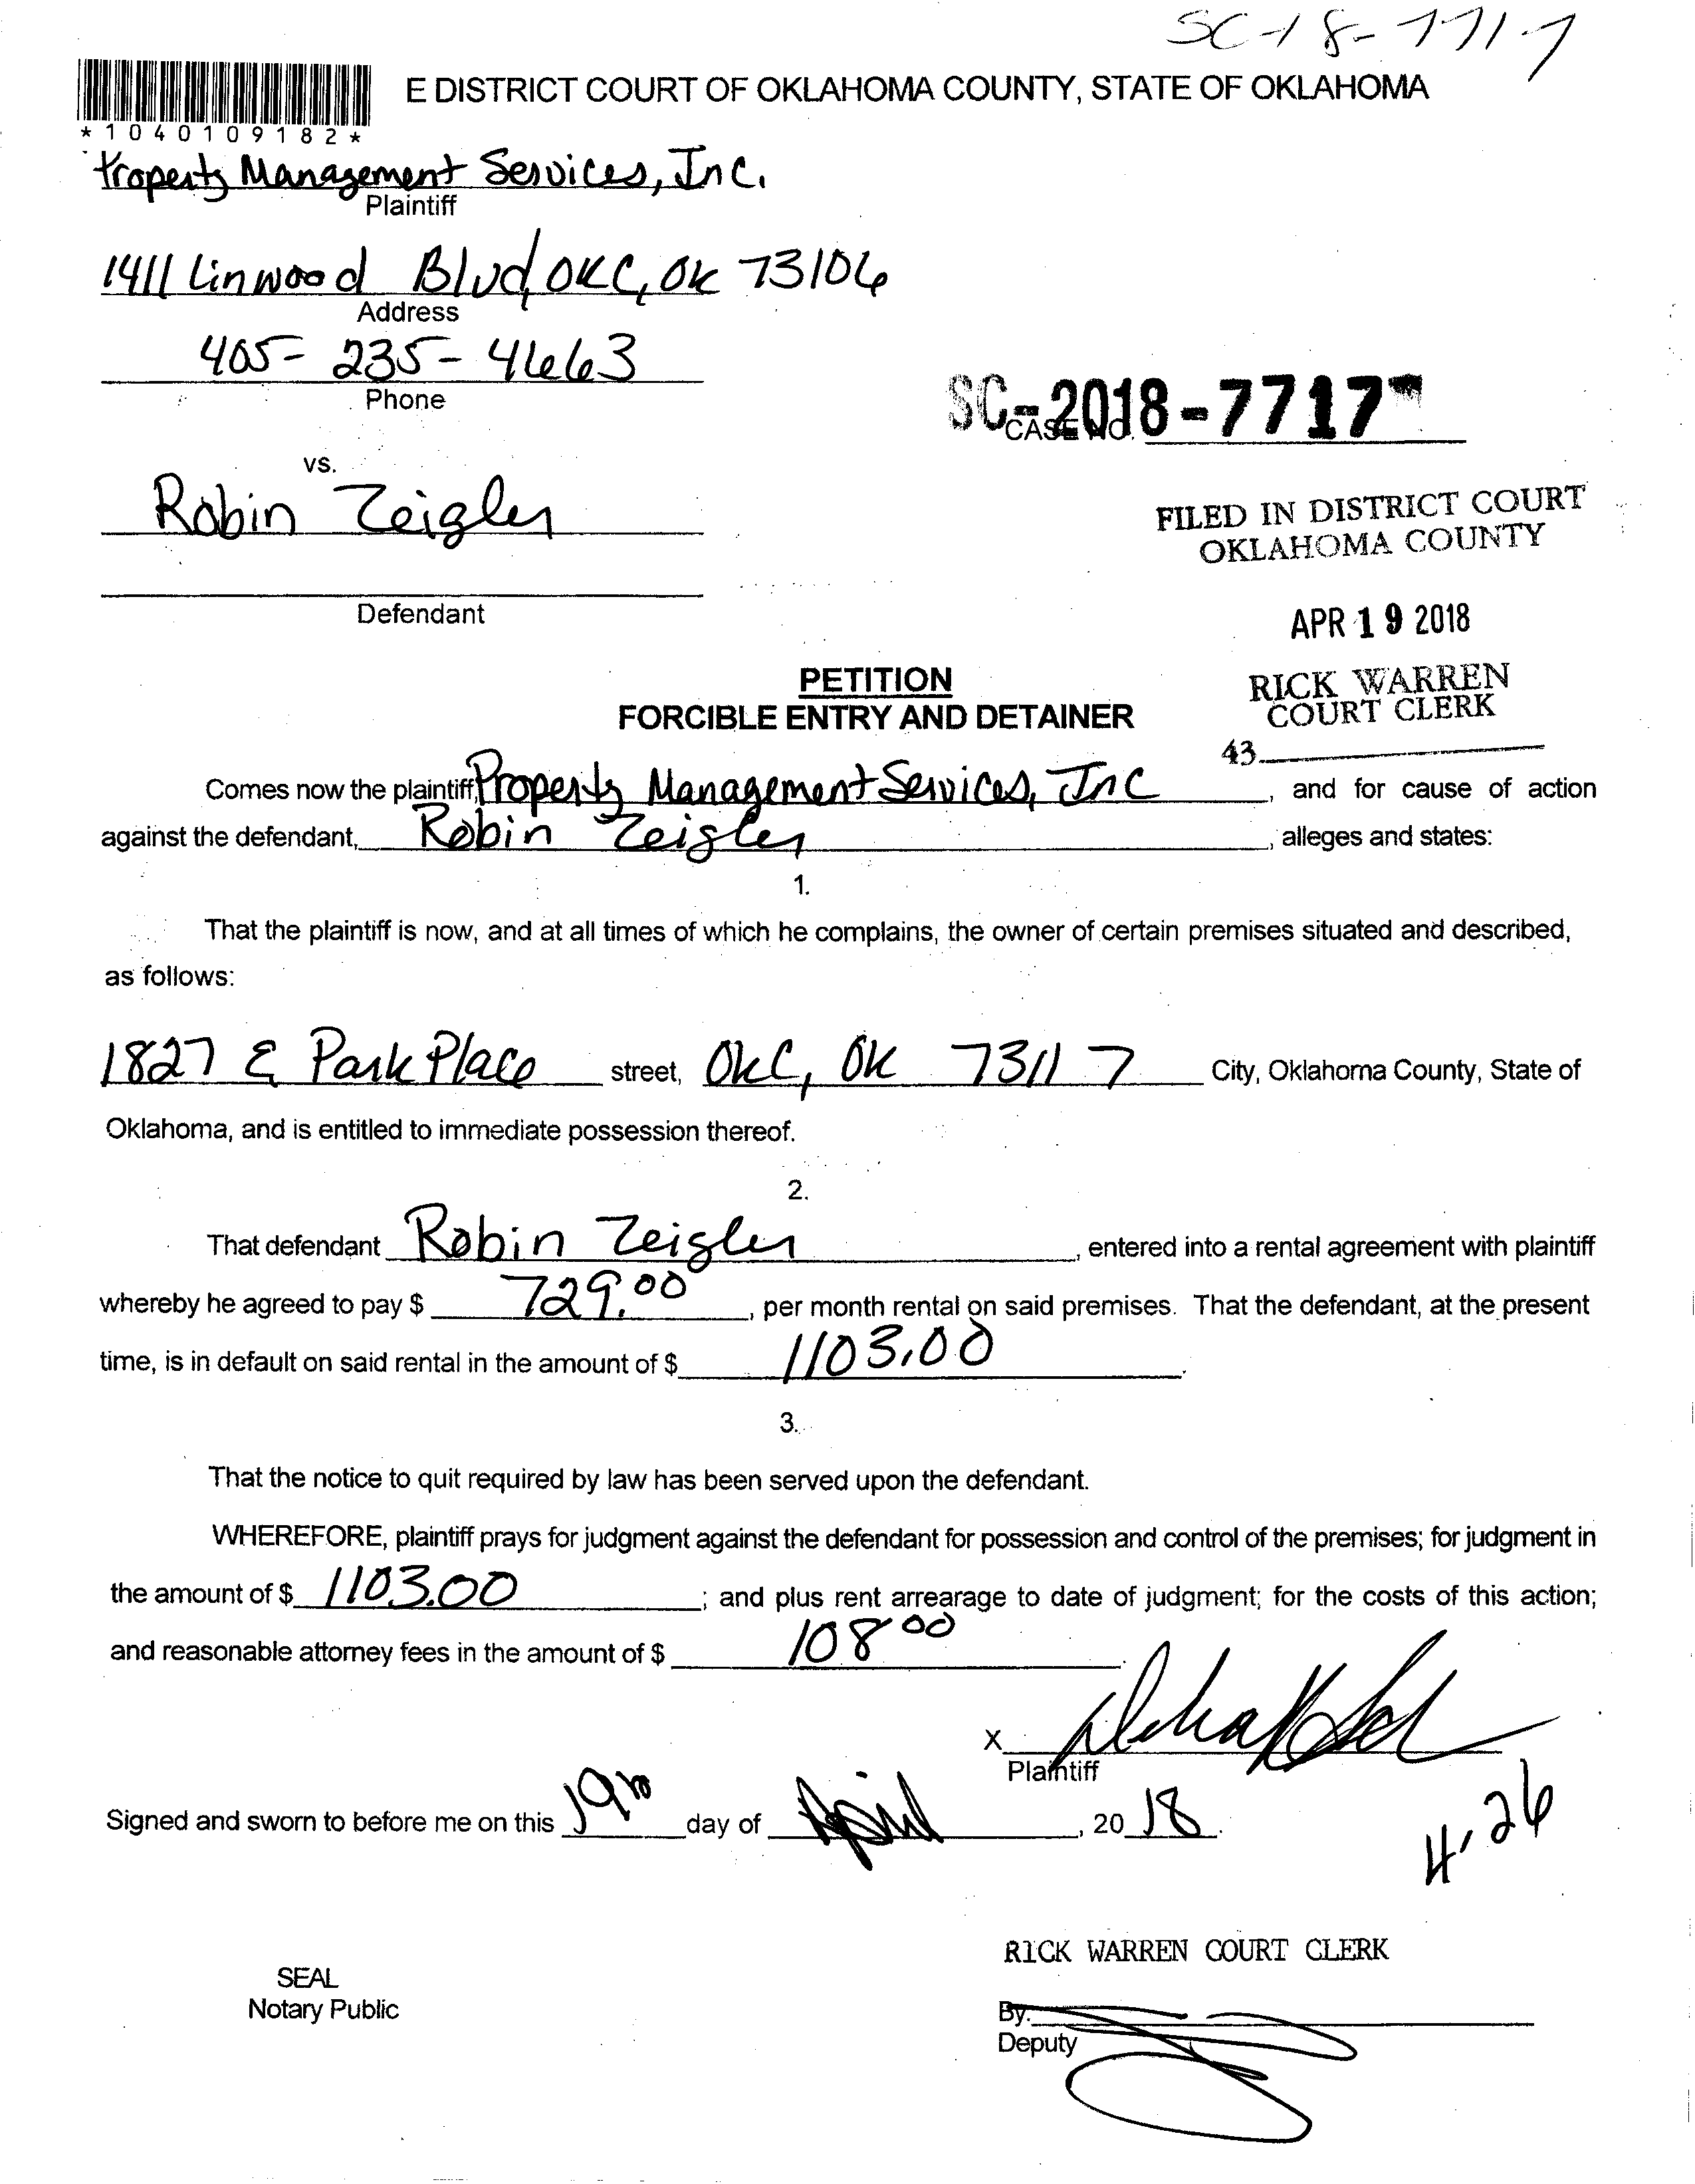 SC-18-7717
E DISTRICT COURT OF OKLAHOMA COUNTY, STATE OF OKLAHOMA
*1040109182*
Property Management Services, Inc.
Plaintiff
1411 Linwood Blvd, OKC, OK 73106
Address
405-235-4663
Phone
SC-2018-7717
CASE NO.
vs.
Robin Zeigler
FILED IN DISTRICT COURT
OKLAHOMA COUNTY
Defendant
APR 19 2018
PETITION
FORCIBLE ENTRY AND DETAINER
RICK WARREN
COURT CLERK
43
Comes now the plaintiff, Property Management Services, Inc, and for cause of action
against the defendant, Robin Zeigler, alleges and states:
1.
That the plaintiff is now, and at all times of which he complains, the owner of certain premises situated and described,
as follows:
1827 E Park Place street, OKC, OK 73117 City, Oklahoma County, State of
Oklahoma, and is entitled to immediate possession thereof.
2.
That defendant Robin Zeigler, entered into a rental agreement with plaintiff
whereby he agreed to pay $ 729.00, per month rental on said premises. That the defendant, at the present
time, is in default on said rental in the amount of $ 1103.00.
3.
That the notice to quit required by law has been served upon the defendant.
WHEREFORE, plaintiff prays for judgment against the defendant for possession and control of the premises; for judgment in
the amount of $ 1103.00; and plus rent arrearage to date of judgment; for the costs of this action;
and reasonable attorney fees in the amount of $ 108 00.
X
Plaintiff
Signed and sworn to before me on this 19th day of April, 2018.
4.26
RICK WARREN COURT CLERK
SEAL
Notary Public
By:
Deputy